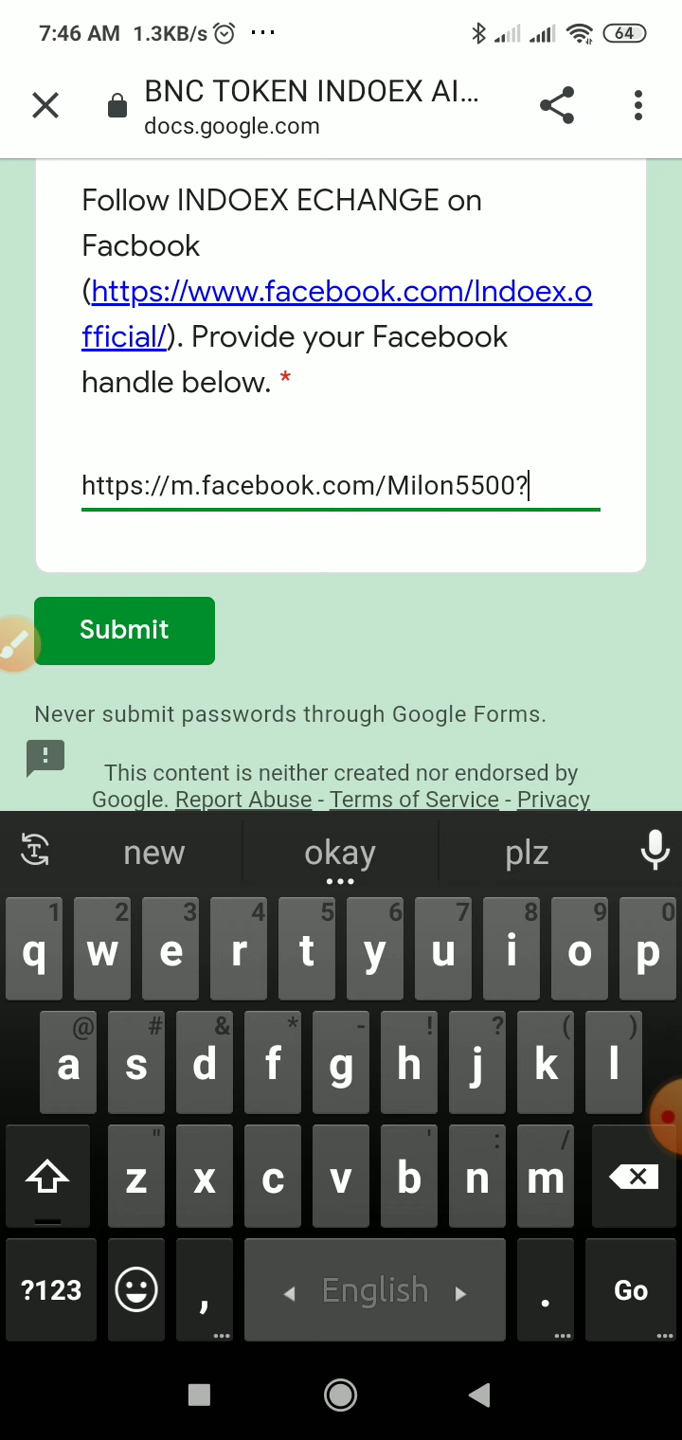 7:46 AM 1.3KB/s ... 64
BNC TOKEN INDOEX AI...
docs.google.com
Follow INDOEX ECHANGE on
Facbook
(https://www.facebook.com/Indoex.o
fficial/). Provide your Facebook
handle below. *
https://m.facebook.com/Milon5500?
Submit
Never submit passwords through Google Forms.
This content is neither created nor endorsed by
Google. Report Abuse - Terms of Service - Privacy
new okay plz
1 2 3 4 5 6 7 8 9 0
q w e r t y u i o p
@ # & * - ! ? ( )
a s d f g h j k l
" ' : /
z x c v b n m
?123 , English . Go